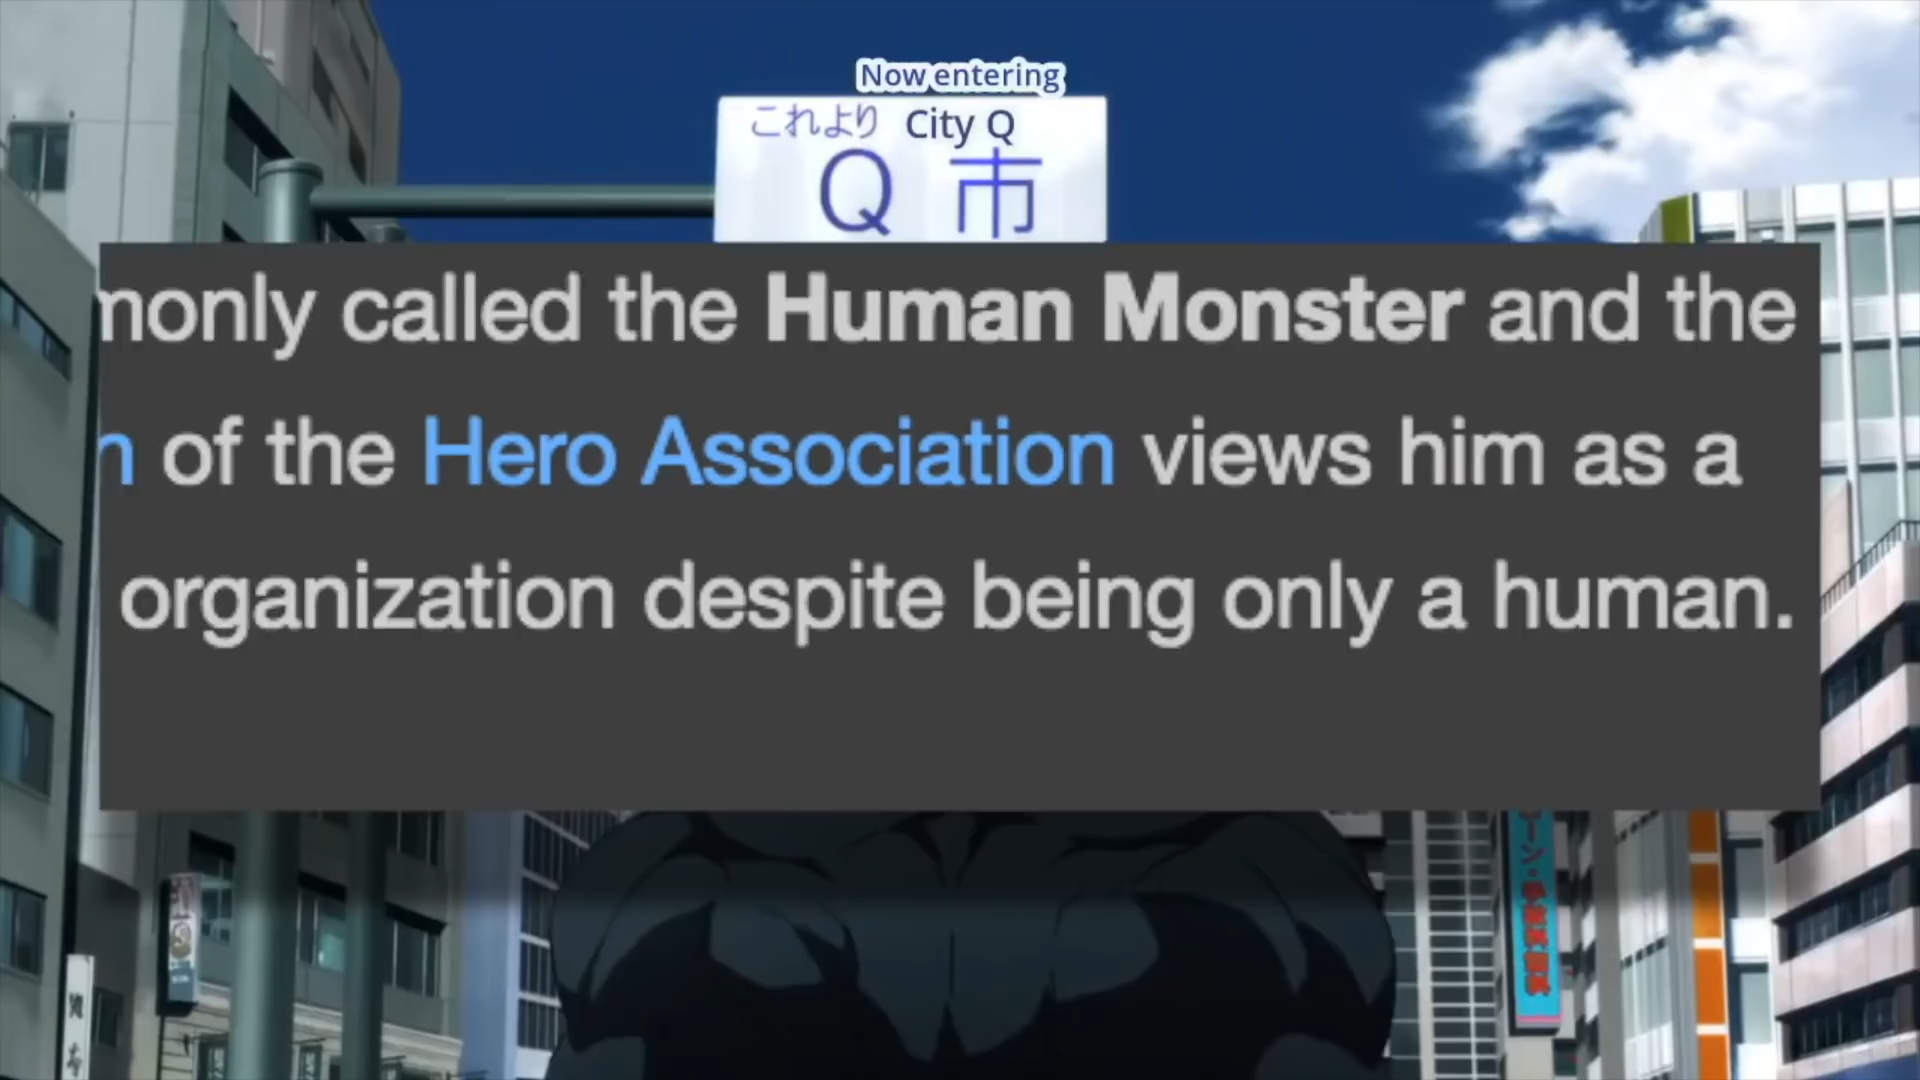 Now entering
これより City Q
Q 市
monly called the Human Monster and the
n of the Hero Association views him as a
organization despite being only a human.